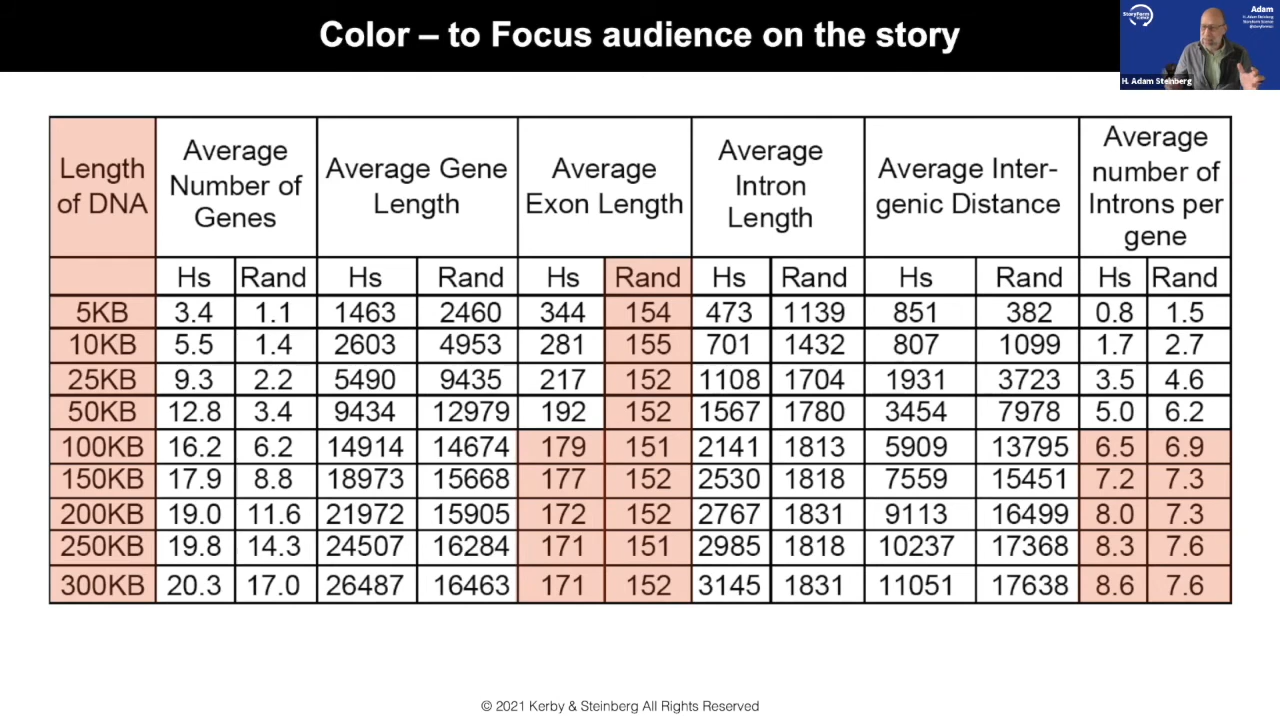 Color – to Focus audience on the story
StoryFarm
SCIENCE
Adam
H. Adam Steinberg
StoryFarm Science
@storyfarmsci
H. Adam Steinberg
Length of DNA | Average Number of Genes | Average Gene Length | Average Exon Length | Average Intron Length | Average Inter-genic Distance | Average number of Introns per gene
Hs Rand Hs Rand Hs Rand Hs Rand Hs Rand Hs Rand
5KB 3.4 1.1 1463 2460 344 154 473 1139 851 382 0.8 1.5
10KB 5.5 1.4 2603 4953 281 155 701 1432 807 1099 1.7 2.7
25KB 9.3 2.2 5490 9435 217 152 1108 1704 1931 3723 3.5 4.6
50KB 12.8 3.4 9434 12979 192 152 1567 1780 3454 7978 5.0 6.2
100KB 16.2 6.2 14914 14674 179 151 2141 1813 5909 13795 6.5 6.9
150KB 17.9 8.8 18973 15668 177 152 2530 1818 7559 15451 7.2 7.3
200KB 19.0 11.6 21972 15905 172 152 2767 1831 9113 16499 8.0 7.3
250KB 19.8 14.3 24507 16284 171 151 2985 1818 10237 17368 8.3 7.6
300KB 20.3 17.0 26487 16463 171 152 3145 1831 11051 17638 8.6 7.6
© 2021 Kerby & Steinberg All Rights Reserved